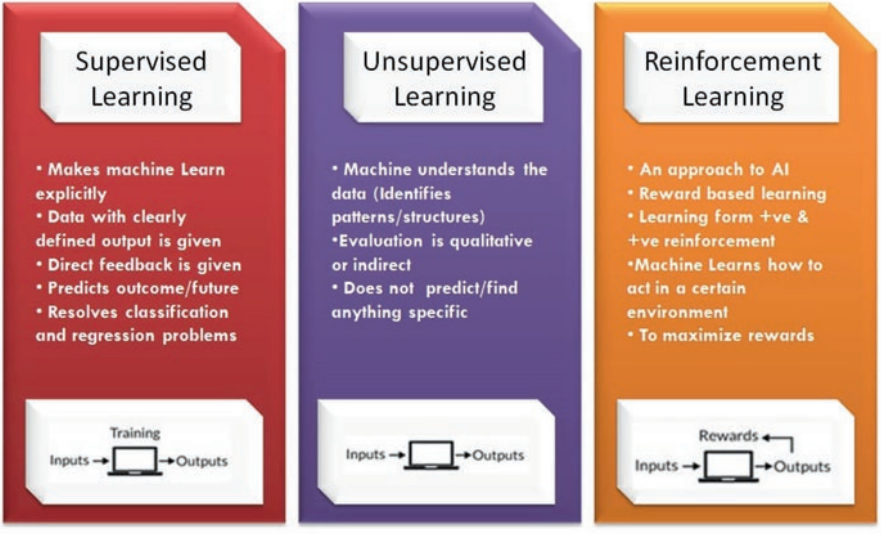 Supervised
Learning
• Makes machine Learn
explicitly
• Data with clearly
defined output is given
• Direct feedback is given
• Predicts outcome/future
• Resolves classification
and regression problems
Training
Inputs
Outputs
Unsupervised
Learning
• Machine understands the
data (Identifies
patterns/structures)
•Evaluation is qualitative
or indirect
• Does not predict/find
anything specific
Inputs
Outputs
Reinforcement
Learning
• An approach to AI
• Reward based learning
• Learning form +ve &
+ve reinforcement
•Machine Learns how to
act in a certain
environment
• To maximize rewards
Rewards
Inputs
Outputs